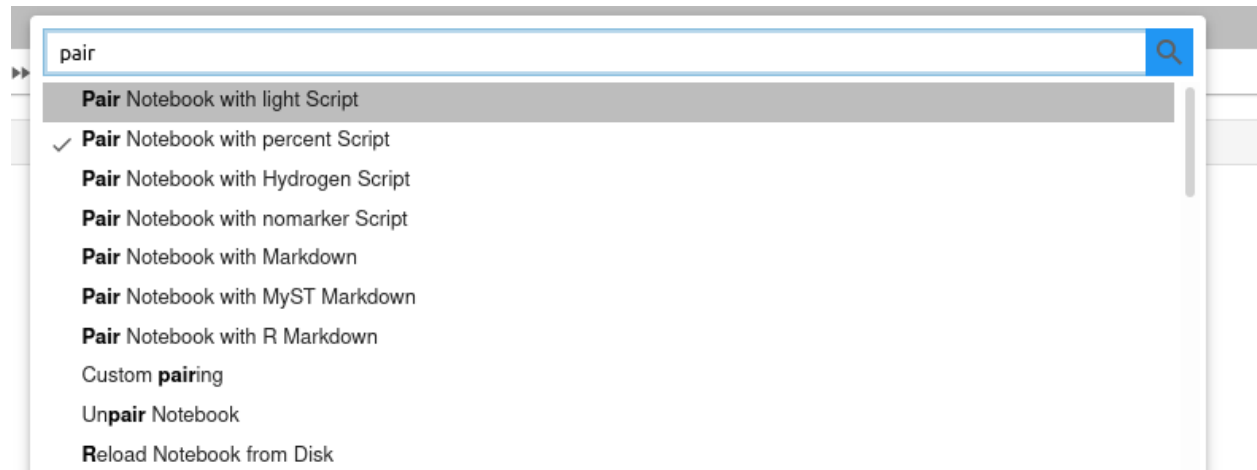 pair
Pair Notebook with light Script
Pair Notebook with percent Script
Pair Notebook with Hydrogen Script
Pair Notebook with nomarker Script
Pair Notebook with Markdown
Pair Notebook with MyST Markdown
Pair Notebook with R Markdown
Custom pairing
Unpair Notebook
Reload Notebook from Disk